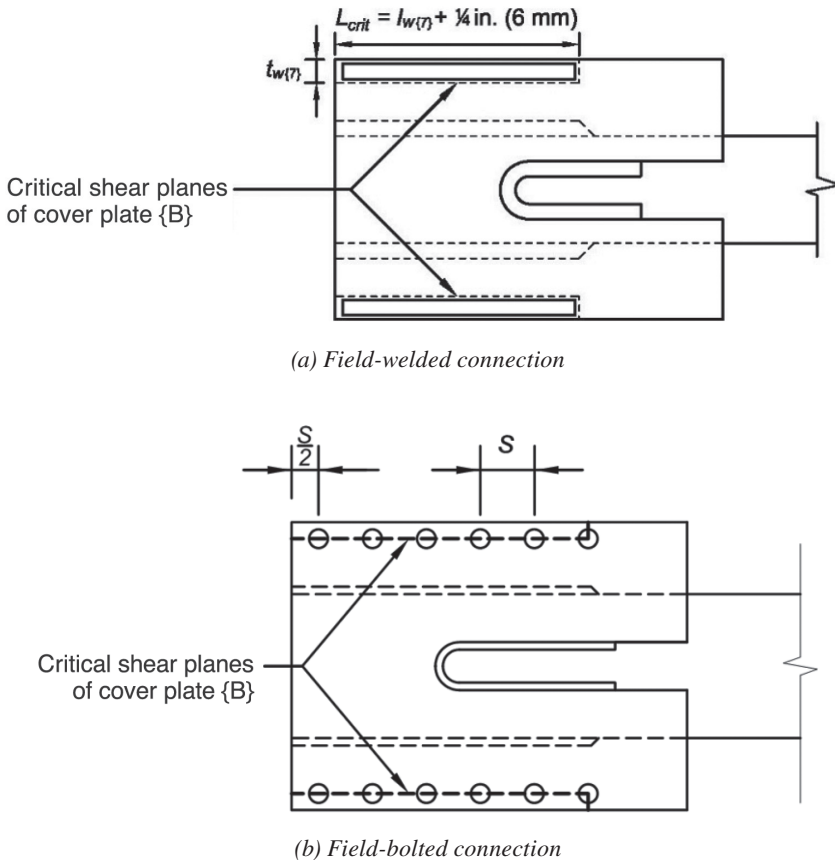 L_crit = l_w{7} + ¼ in. (6 mm)
t_w{7}
Critical shear planes
of cover plate {B}
(a) Field-welded connection
S/2
S
Critical shear planes
of cover plate {B}
(b) Field-bolted connection